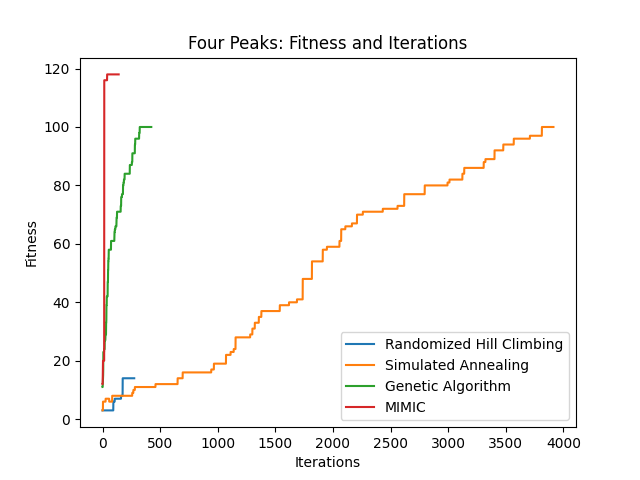 Four Peaks: Fitness and Iterations
120
100
80
60
40
20
0
Fitness
Randomized Hill Climbing
Simulated Annealing
Genetic Algorithm
MIMIC
0 500 1000 1500 2000 2500 3000 3500 4000
Iterations